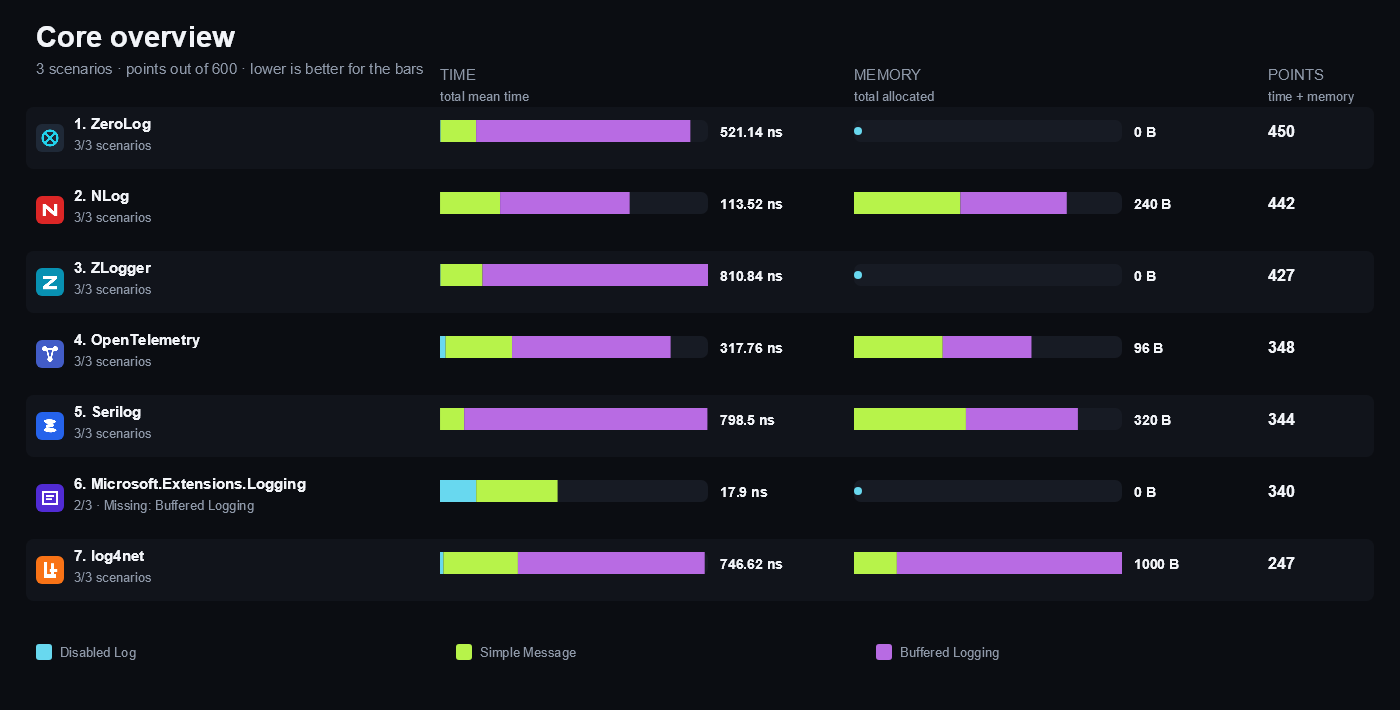 Core overview
3 scenarios · points out of 600 · lower is better for the bars
TIME
total mean time
MEMORY
total allocated
POINTS
time + memory
1. ZeroLog
3/3 scenarios
521.14 ns
0 B
450
2. NLog
3/3 scenarios
113.52 ns
240 B
442
3. ZLogger
3/3 scenarios
810.84 ns
0 B
427
4. OpenTelemetry
3/3 scenarios
317.76 ns
96 B
348
5. Serilog
3/3 scenarios
798.5 ns
320 B
344
6. Microsoft.Extensions.Logging
2/3 · Missing: Buffered Logging
17.9 ns
0 B
340
7. log4net
3/3 scenarios
746.62 ns
1000 B
247
Disabled Log
Simple Message
Buffered Logging